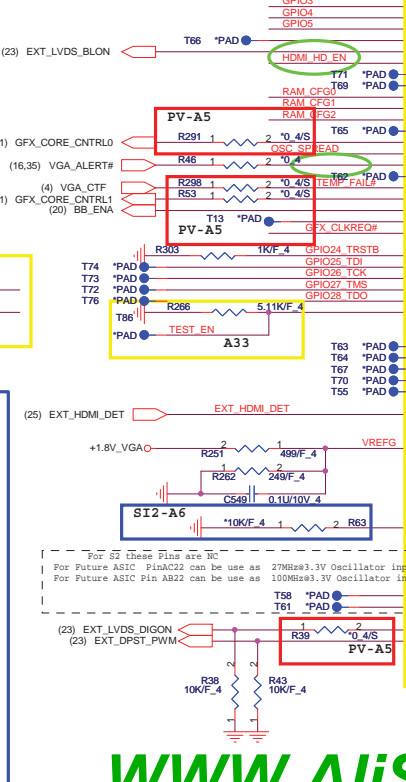 GPIO3
GPIO4
GPIO5
T66 *PAD
(23) EXT_LVDS_BLON
HDMI_HD_EN
T71 *PAD
T69 *PAD
RAM_CFG0
RAM_CFG1
PV-A5 RAM_CFG2
T65 *PAD
R291 1 2 *0_4/S
1) GFX_CORE_CNTRL0
OSC_SPREAD
R46 1 2 *0_4
(16,35) VGA_ALERT#
T62 *PAD
R298 1 2 *0_4/S TEMP_FAIL#
(4) VGA_CTF
R53 1 2 *0_4/S
1) GFX_CORE_CNTRL1
(20) BB_ENA
T13 *PAD
PV-A5
GFX_CLKREQ#
R303 1K/F_4 GPIO24_TRSTB
T74 *PAD GPIO25_TDI
T73 *PAD GPIO26_TCK
T72 *PAD GPIO27_TMS
T76 *PAD GPIO28_TDO
R266 5.11K/F_4
T86
*PAD TEST_EN
A33
T63 *PAD
T64 *PAD
T67 *PAD
T70 *PAD
T55 *PAD
(25) EXT_HDMI_DET EXT_HDMI_DET
+1.8V_VGA 2 1 VREFG
R251 499/F_4
2 1
R262 249/F_4
C549 0.1U/10V_4
SI2-A6
*10K/F_4 1 2 R63
For S2 these Pins are NC
For Future ASIC PinAC22 can be use as 27MHz@3.3V Oscillator inp
For Future ASIC Pin AB22 can be use as 100MHz@3.3V Oscillator in
T58 *PAD
T61 *PAD
(23) EXT_LVDS_DIGON 1 2
(23) EXT_DPST_PWM R39 *0_4/S
PV-A5
2 2
R38 R43
10K/F_4 10K/F_4
1 1
WWW.AliS